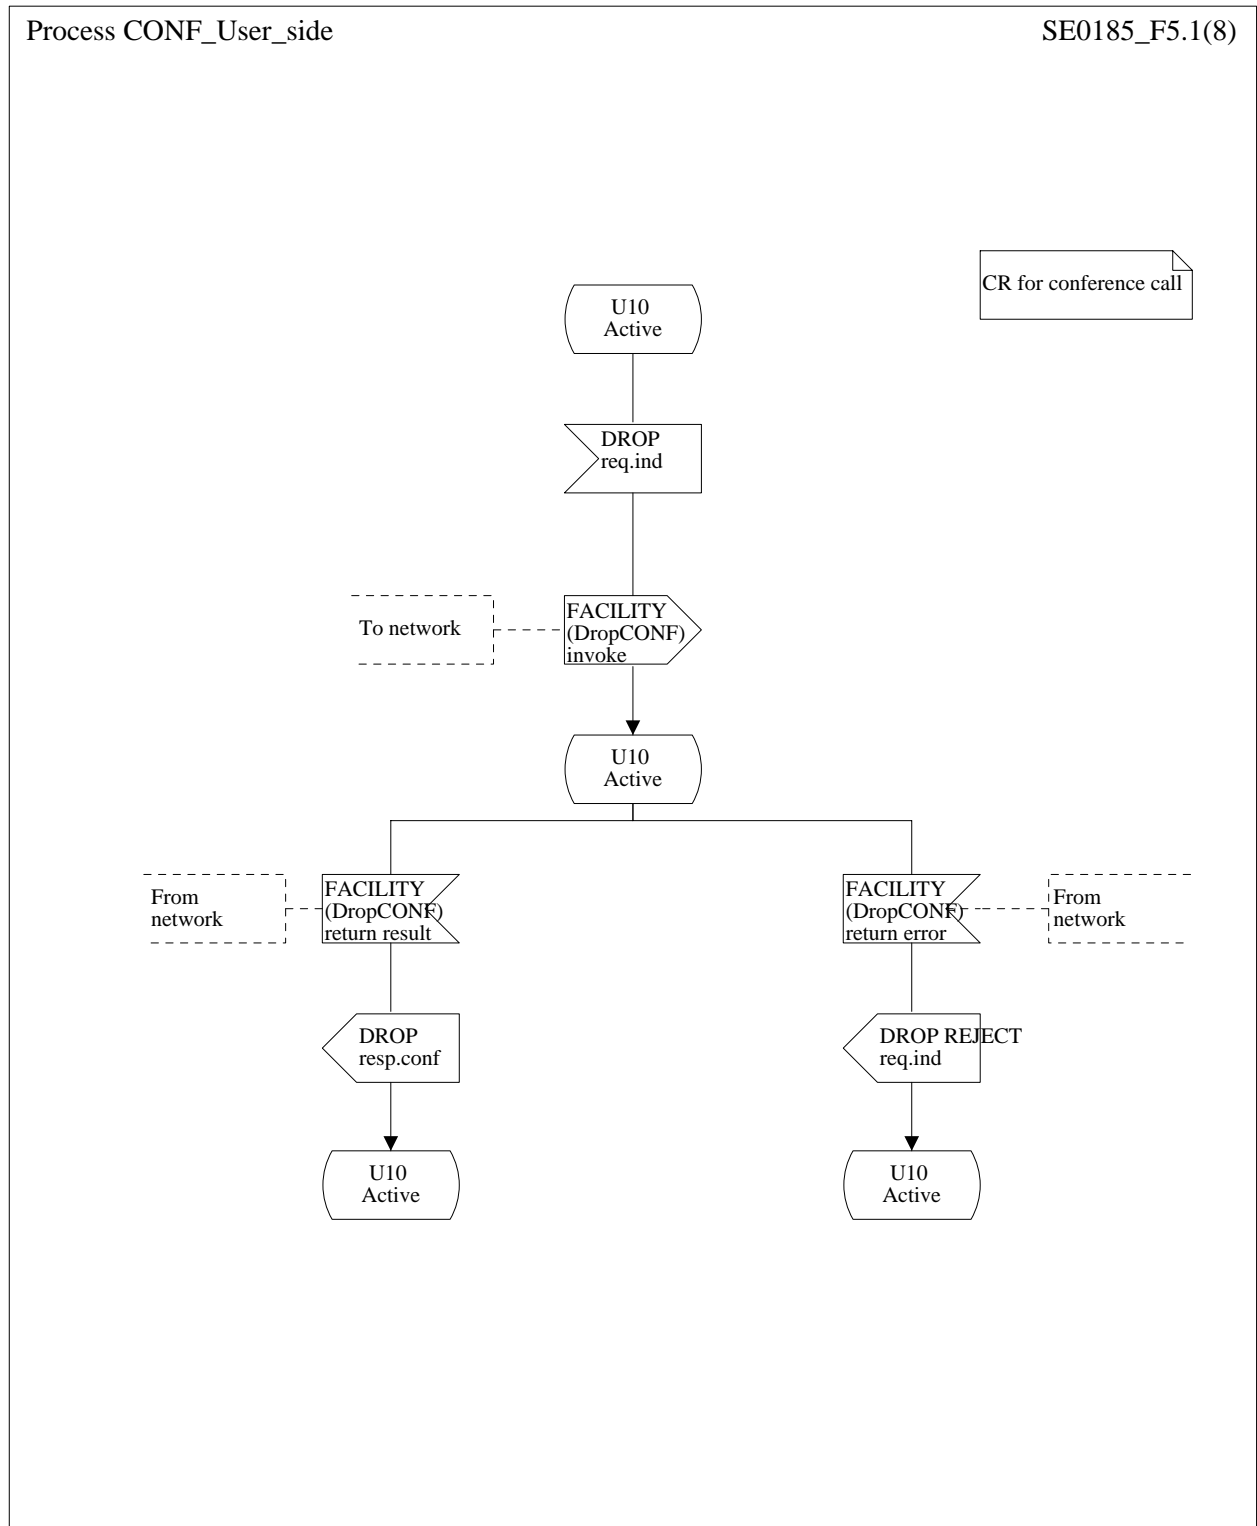 Process CONF_User_side
SE0185_F5.1(8)
CR for conference call
U10
Active
DROP
req.ind
To network
FACILITY
(DropCONF)
invoke
U10
Active
From
network
FACILITY
(DropCONF)
return result
FACILITY
(DropCONF)
return error
From
network
DROP
resp.conf
DROP REJECT
req.ind
U10
Active
U10
Active